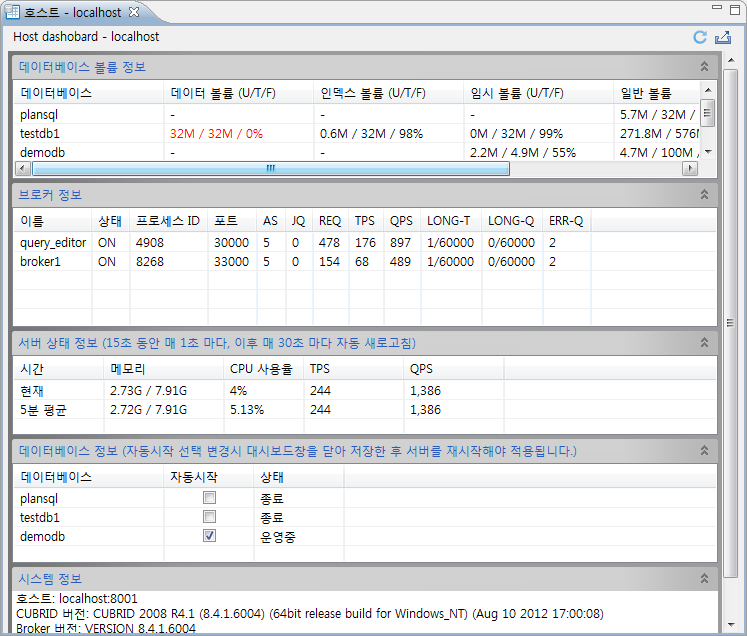 호스트 - localhost
Host dashobard - localhost
데이터베이스 볼륨 정보
데이터베이스 데이터 볼륨 (U/T/F) 인덱스 볼륨 (U/T/F) 임시 볼륨 (U/T/F) 일반 볼륨
plansql - - - 5.7M / 32M /
testdb1 32M / 32M / 0% 0.6M / 32M / 98% 0M / 32M / 99% 271.8M / 576M
demodb - - 2.2M / 4.9M / 55% 4.7M / 100M /
브로커 정보
이름 상태 프로세스 ID 포트 AS JQ REQ TPS QPS LONG-T LONG-Q ERR-Q
query_editor ON 4908 30000 5 0 478 176 897 1/60000 0/60000 2
broker1 ON 8268 33000 5 0 154 68 489 1/60000 0/60000 2
서버 상태 정보 (15초 동안 매 1초 마다, 이후 매 30초 마다 자동 새로고침)
시간 메모리 CPU 사용율 TPS QPS
현재 2.73G / 7.91G 4% 244 1,386
5분 평균 2.72G / 7.91G 5.13% 244 1,386
데이터베이스 정보 (자동시작 선택 변경시 대시보드창을 닫아 저장한 후 서버를 재시작해야 적용됩니다.)
데이터베이스 자동시작 상태
plansql 종료
testdb1 종료
demodb 운영중
시스템 정보
호스트: localhost:8001
CUBRID 버전: CUBRID 2008 R4.1 (8.4.1.6004) (64bit release build for Windows_NT) (Aug 10 2012 17:00:08)
Broker 버전: VERSION 8.4.1.6004